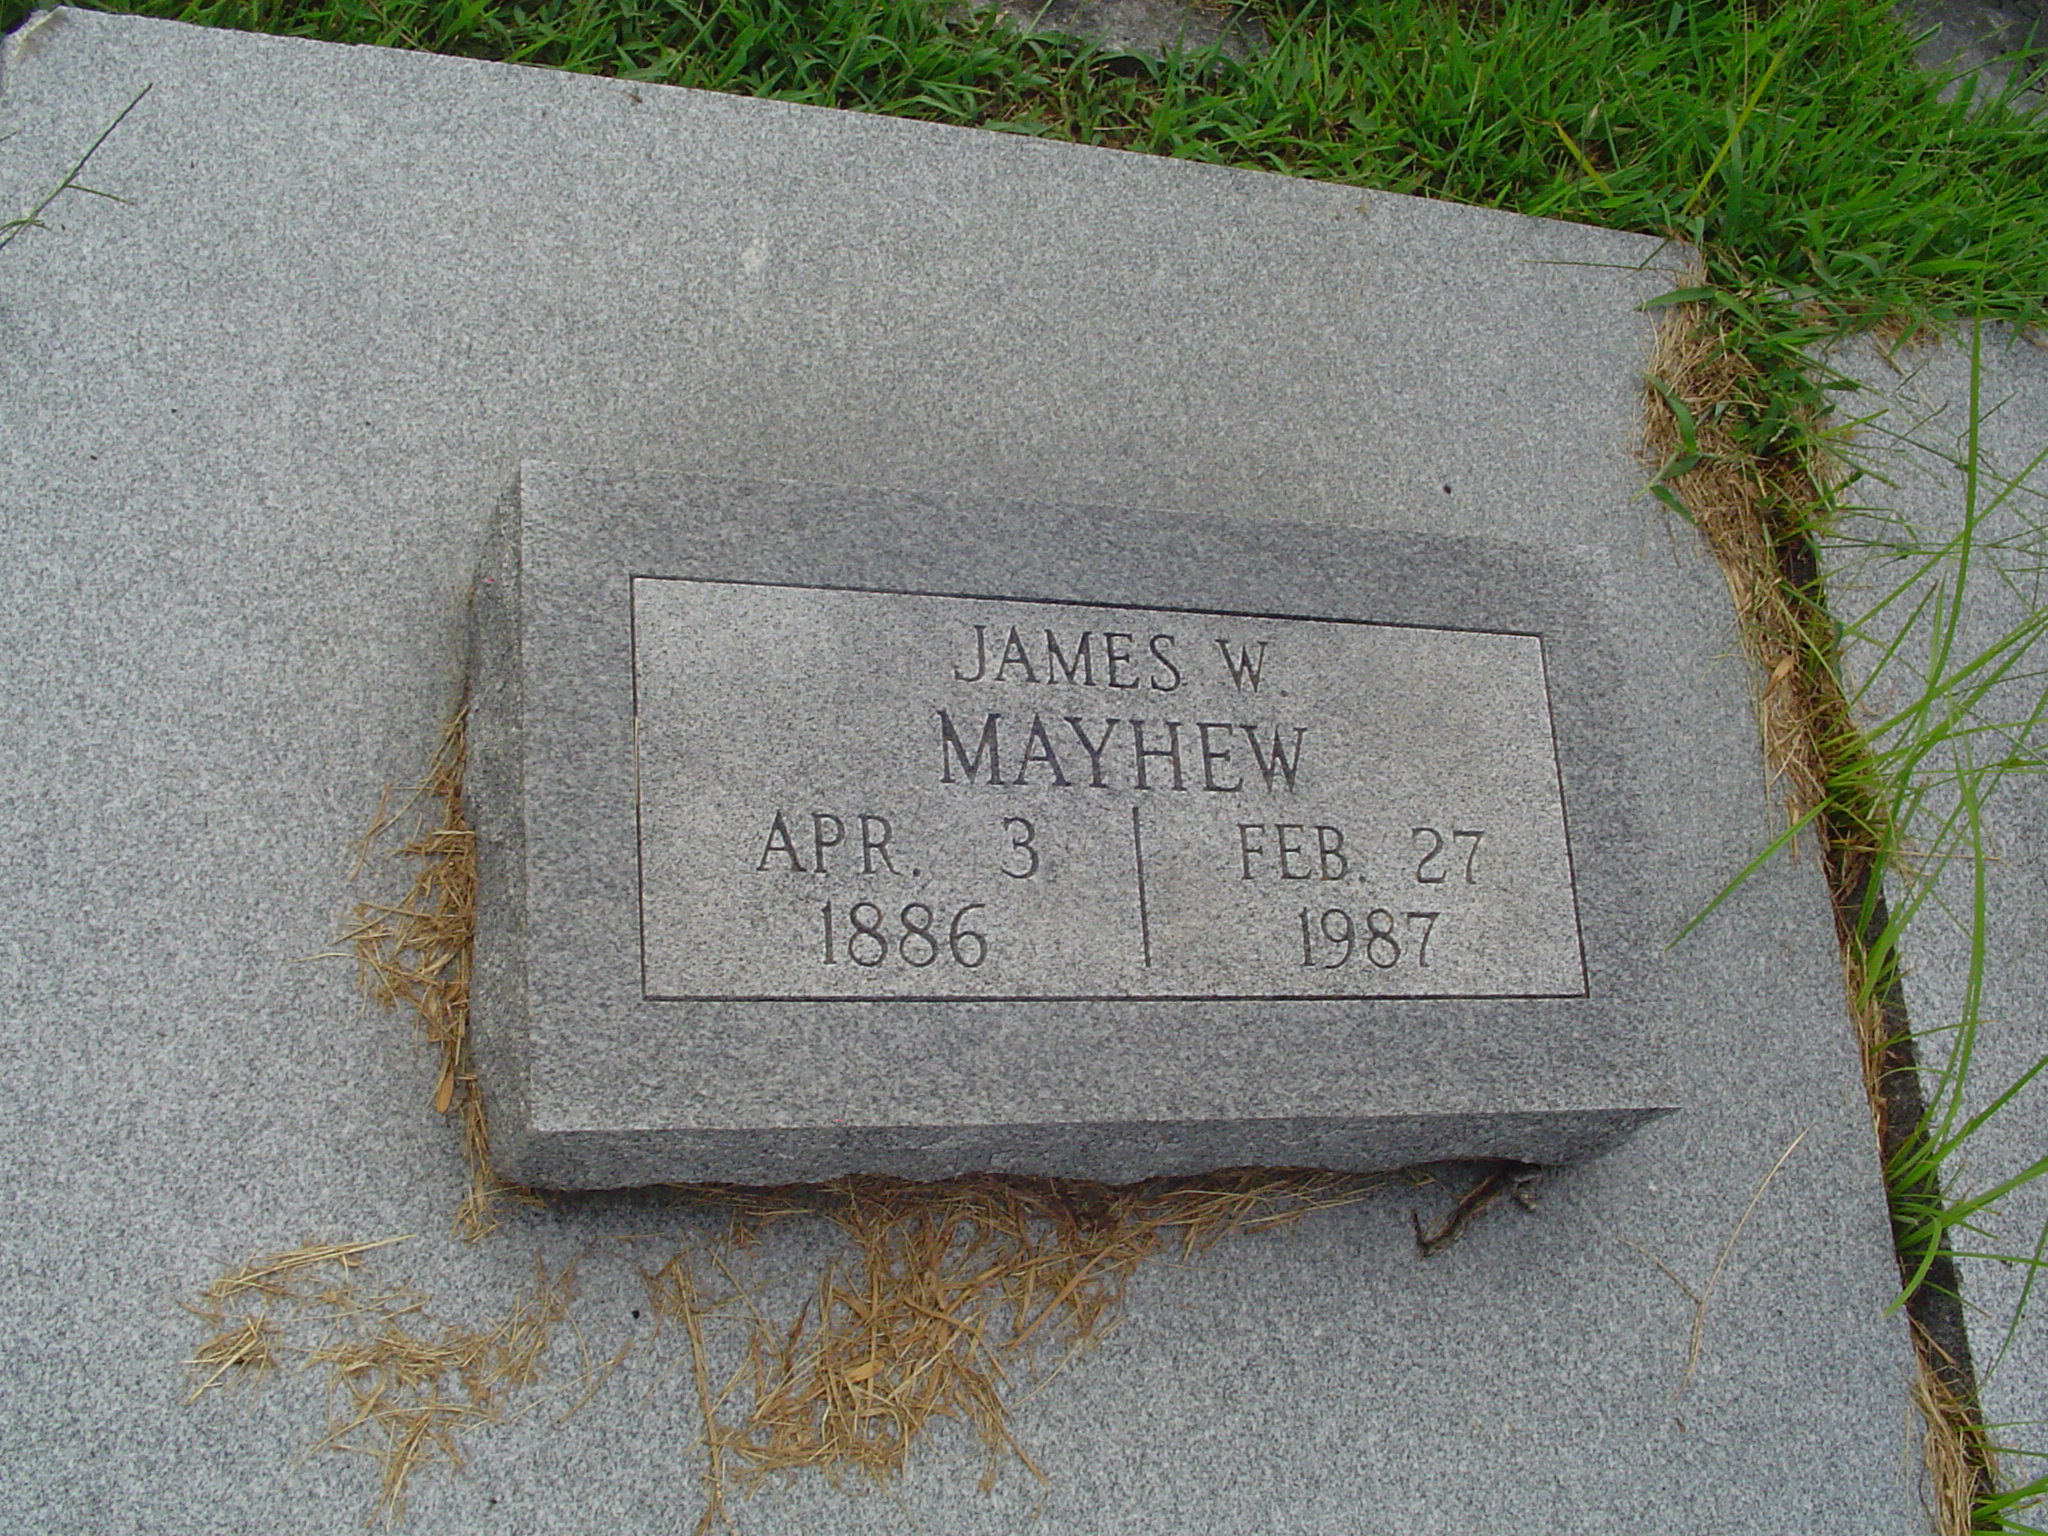 JAMES W.
MAYHEW
APR. 3 FEB. 27
1886 1987